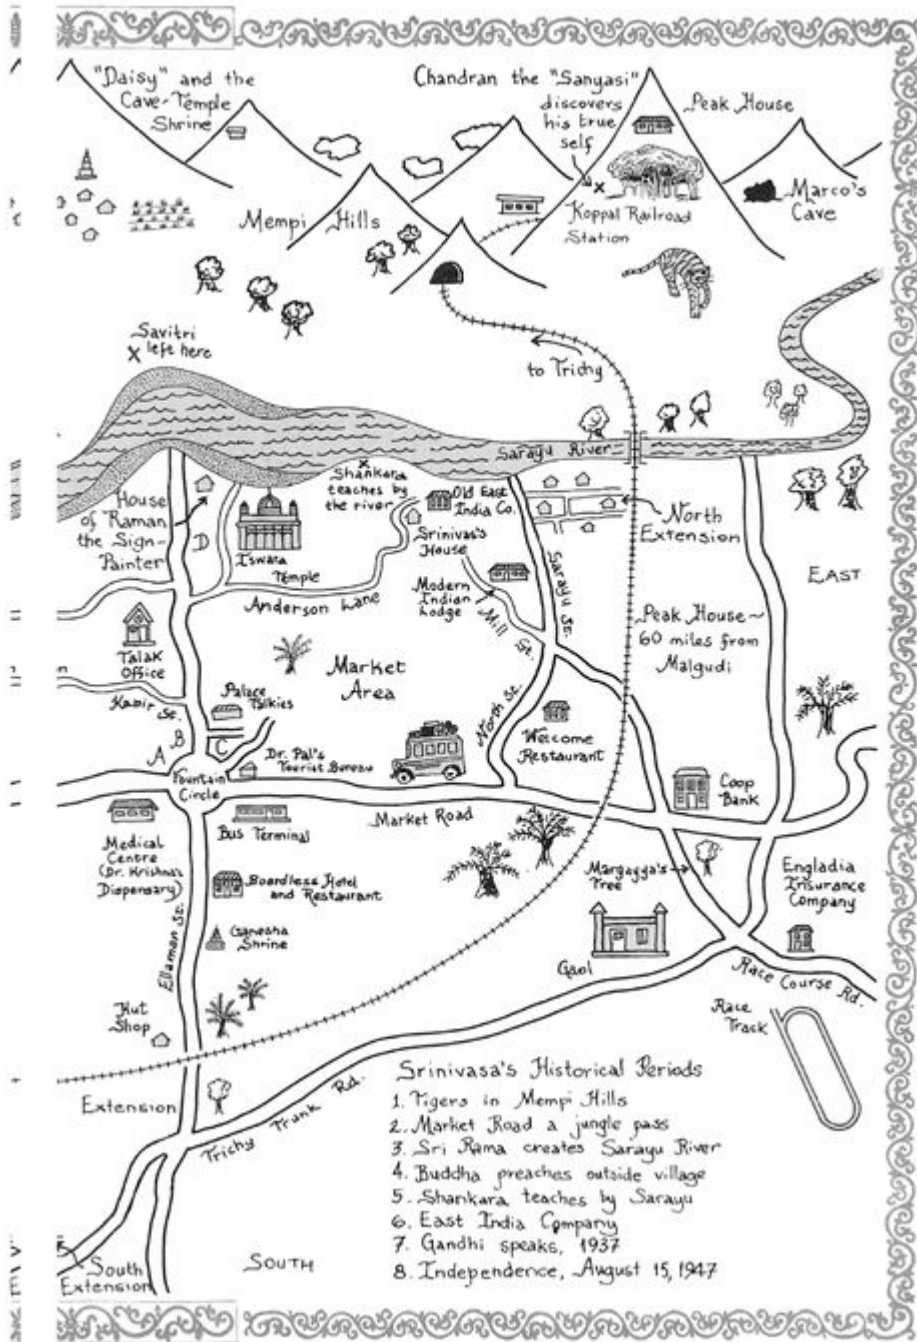 "Daisy" and the
Cave-Temple
Shrine
Chandran the "Sanyasi"
discovers
his true
self
Peak House
Marco's
Cave
Mempi Hills
Koppal Railroad
Station
Savitri
left here
to Trichy
Sarayu River
Shankara
teaches by
the river
House
of Raman
the Sign-
Painter
D
Iswara
Temple
Old East
India Co.
Srinivas's
House
North
Extension
Sarayu St.
EAST
Anderson Lane
Modern
Indian
Lodge
Mill St.
Peak House ~
60 miles from
Malgudi
Talak
Office
Market
Area
Kabir St.
Palace
Talkies
North St.
Welcome
Restaurant
A
B
C
Dr. Pal's
Tourist Bureau
Fountain
Circle
Coop
Bank
Market Road
Medical
Centre
(Dr. Krishna's
Dispensary)
Bus Terminal
Boardless Hotel
and Restaurant
Margayya's
Tree
Engladia
Insurance
Company
Ellaman St.
Ganesha
Shrine
Gaol
Race Course Rd.
Race
Track
Hut
Shop
Extension
Trichy Trunk Rd.
Srinivasa's Historical Periods
1. Tigers in Mempi Hills
2. Market Road a jungle pass
3. Sri Rama creates Sarayu River
4. Buddha preaches outside village
5. Shankara teaches by Sarayu
6. East India Company
7. Gandhi speaks, 1937
8. Independence, August 15, 1947
South
Extension
SOUTH